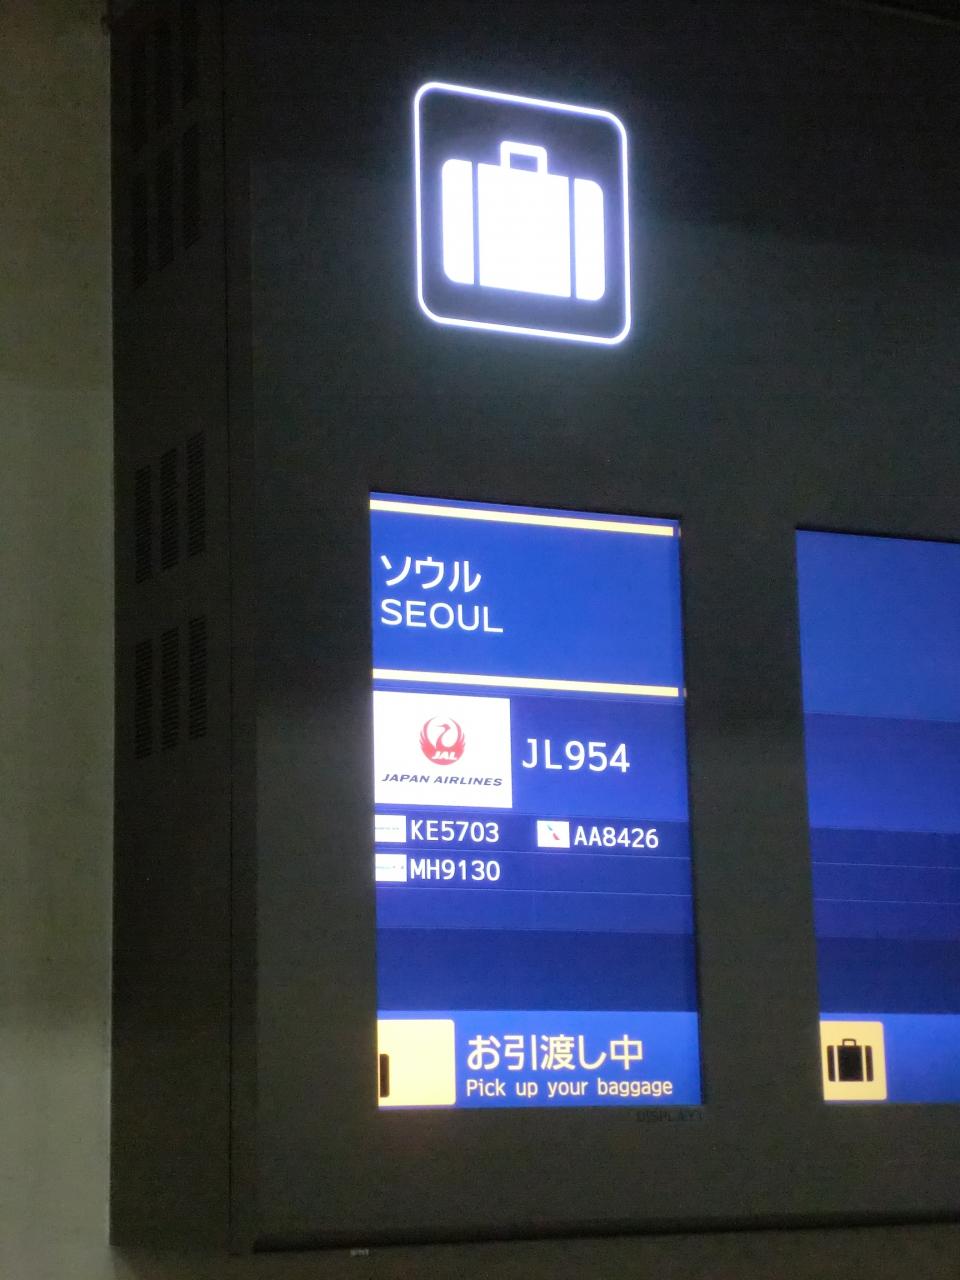 ソウル
SEOUL
JAL
JAPAN AIRLINES
JL954
KE5703 AA8426
MH9130
お引渡し中
Pick up your baggage